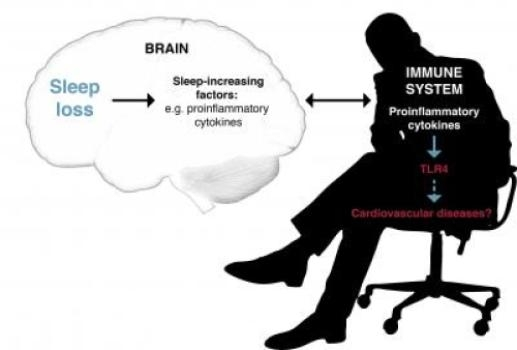 BRAIN
Sleep
loss
Sleep-increasing
factors:
e.g. proinflammatory
cytokines
IMMUNE
SYSTEM
Proinflammatory
cytokines
TLR4
Cardiovascular diseases?